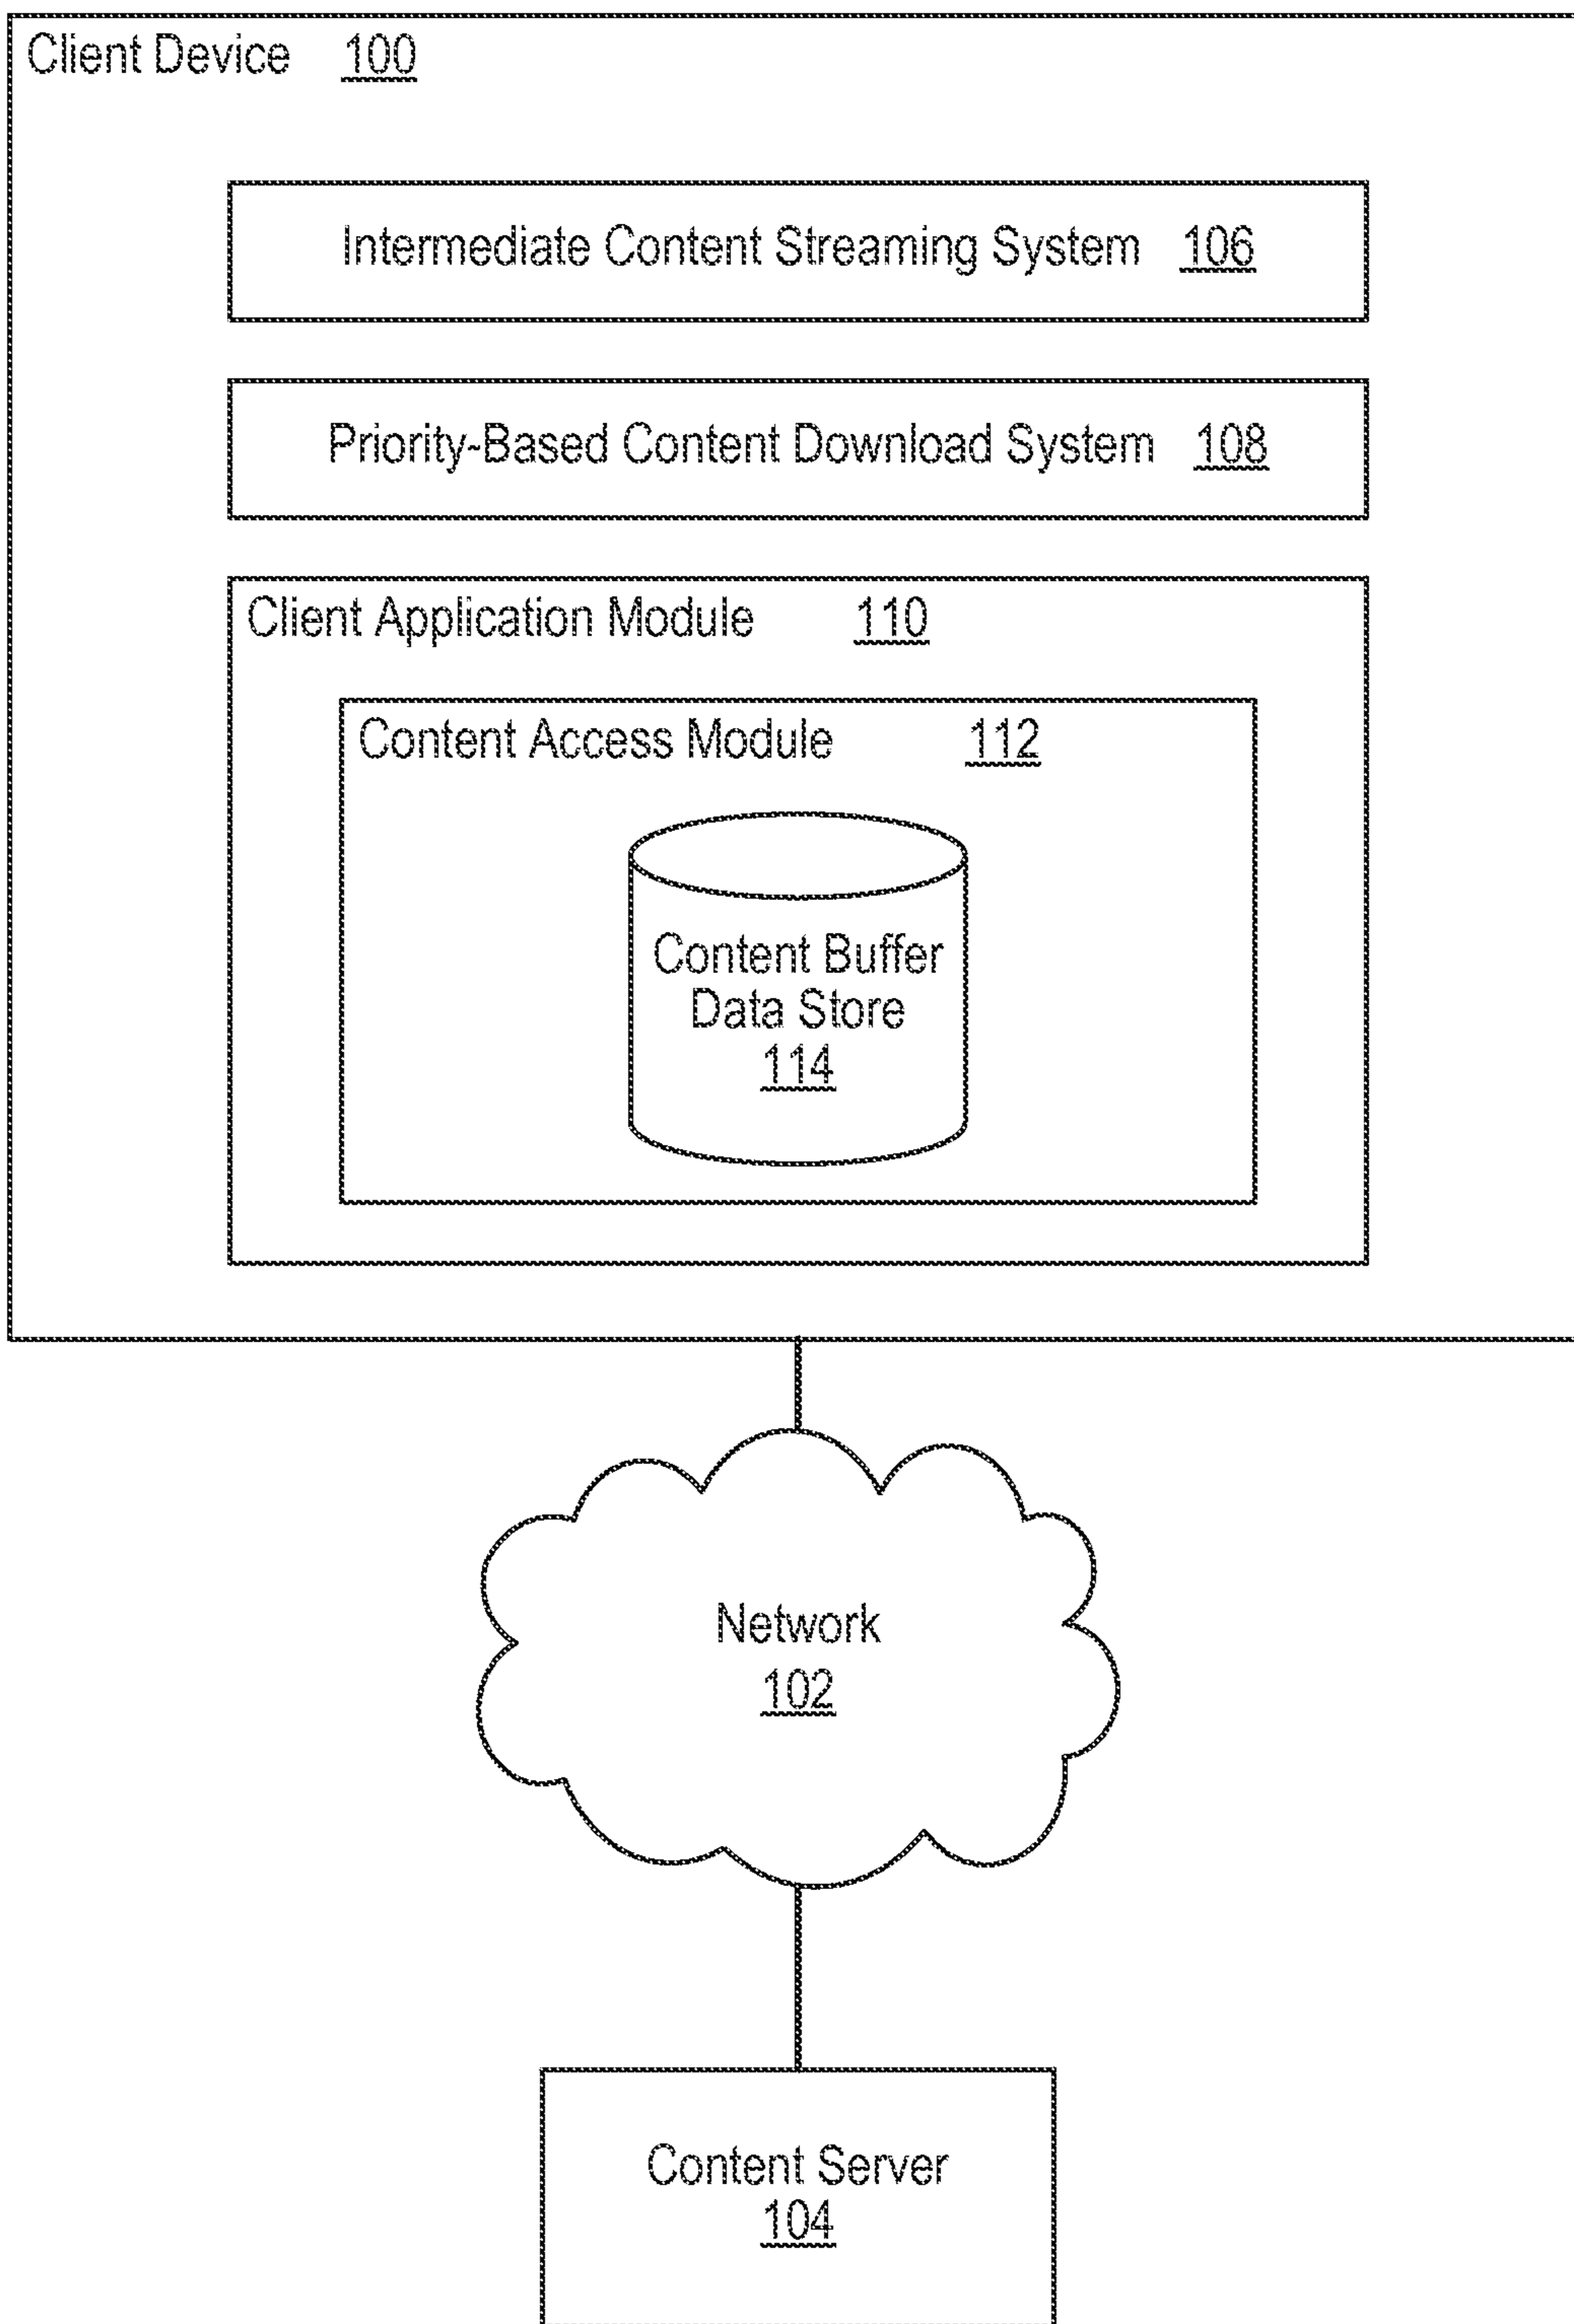 Client Device 100
Intermediate Content Streaming System 106
Priority-Based Content Download System 108
Client Application Module 110
Content Access Module 112
Content Buffer
Data Store
114
Network
102
Content Server
104